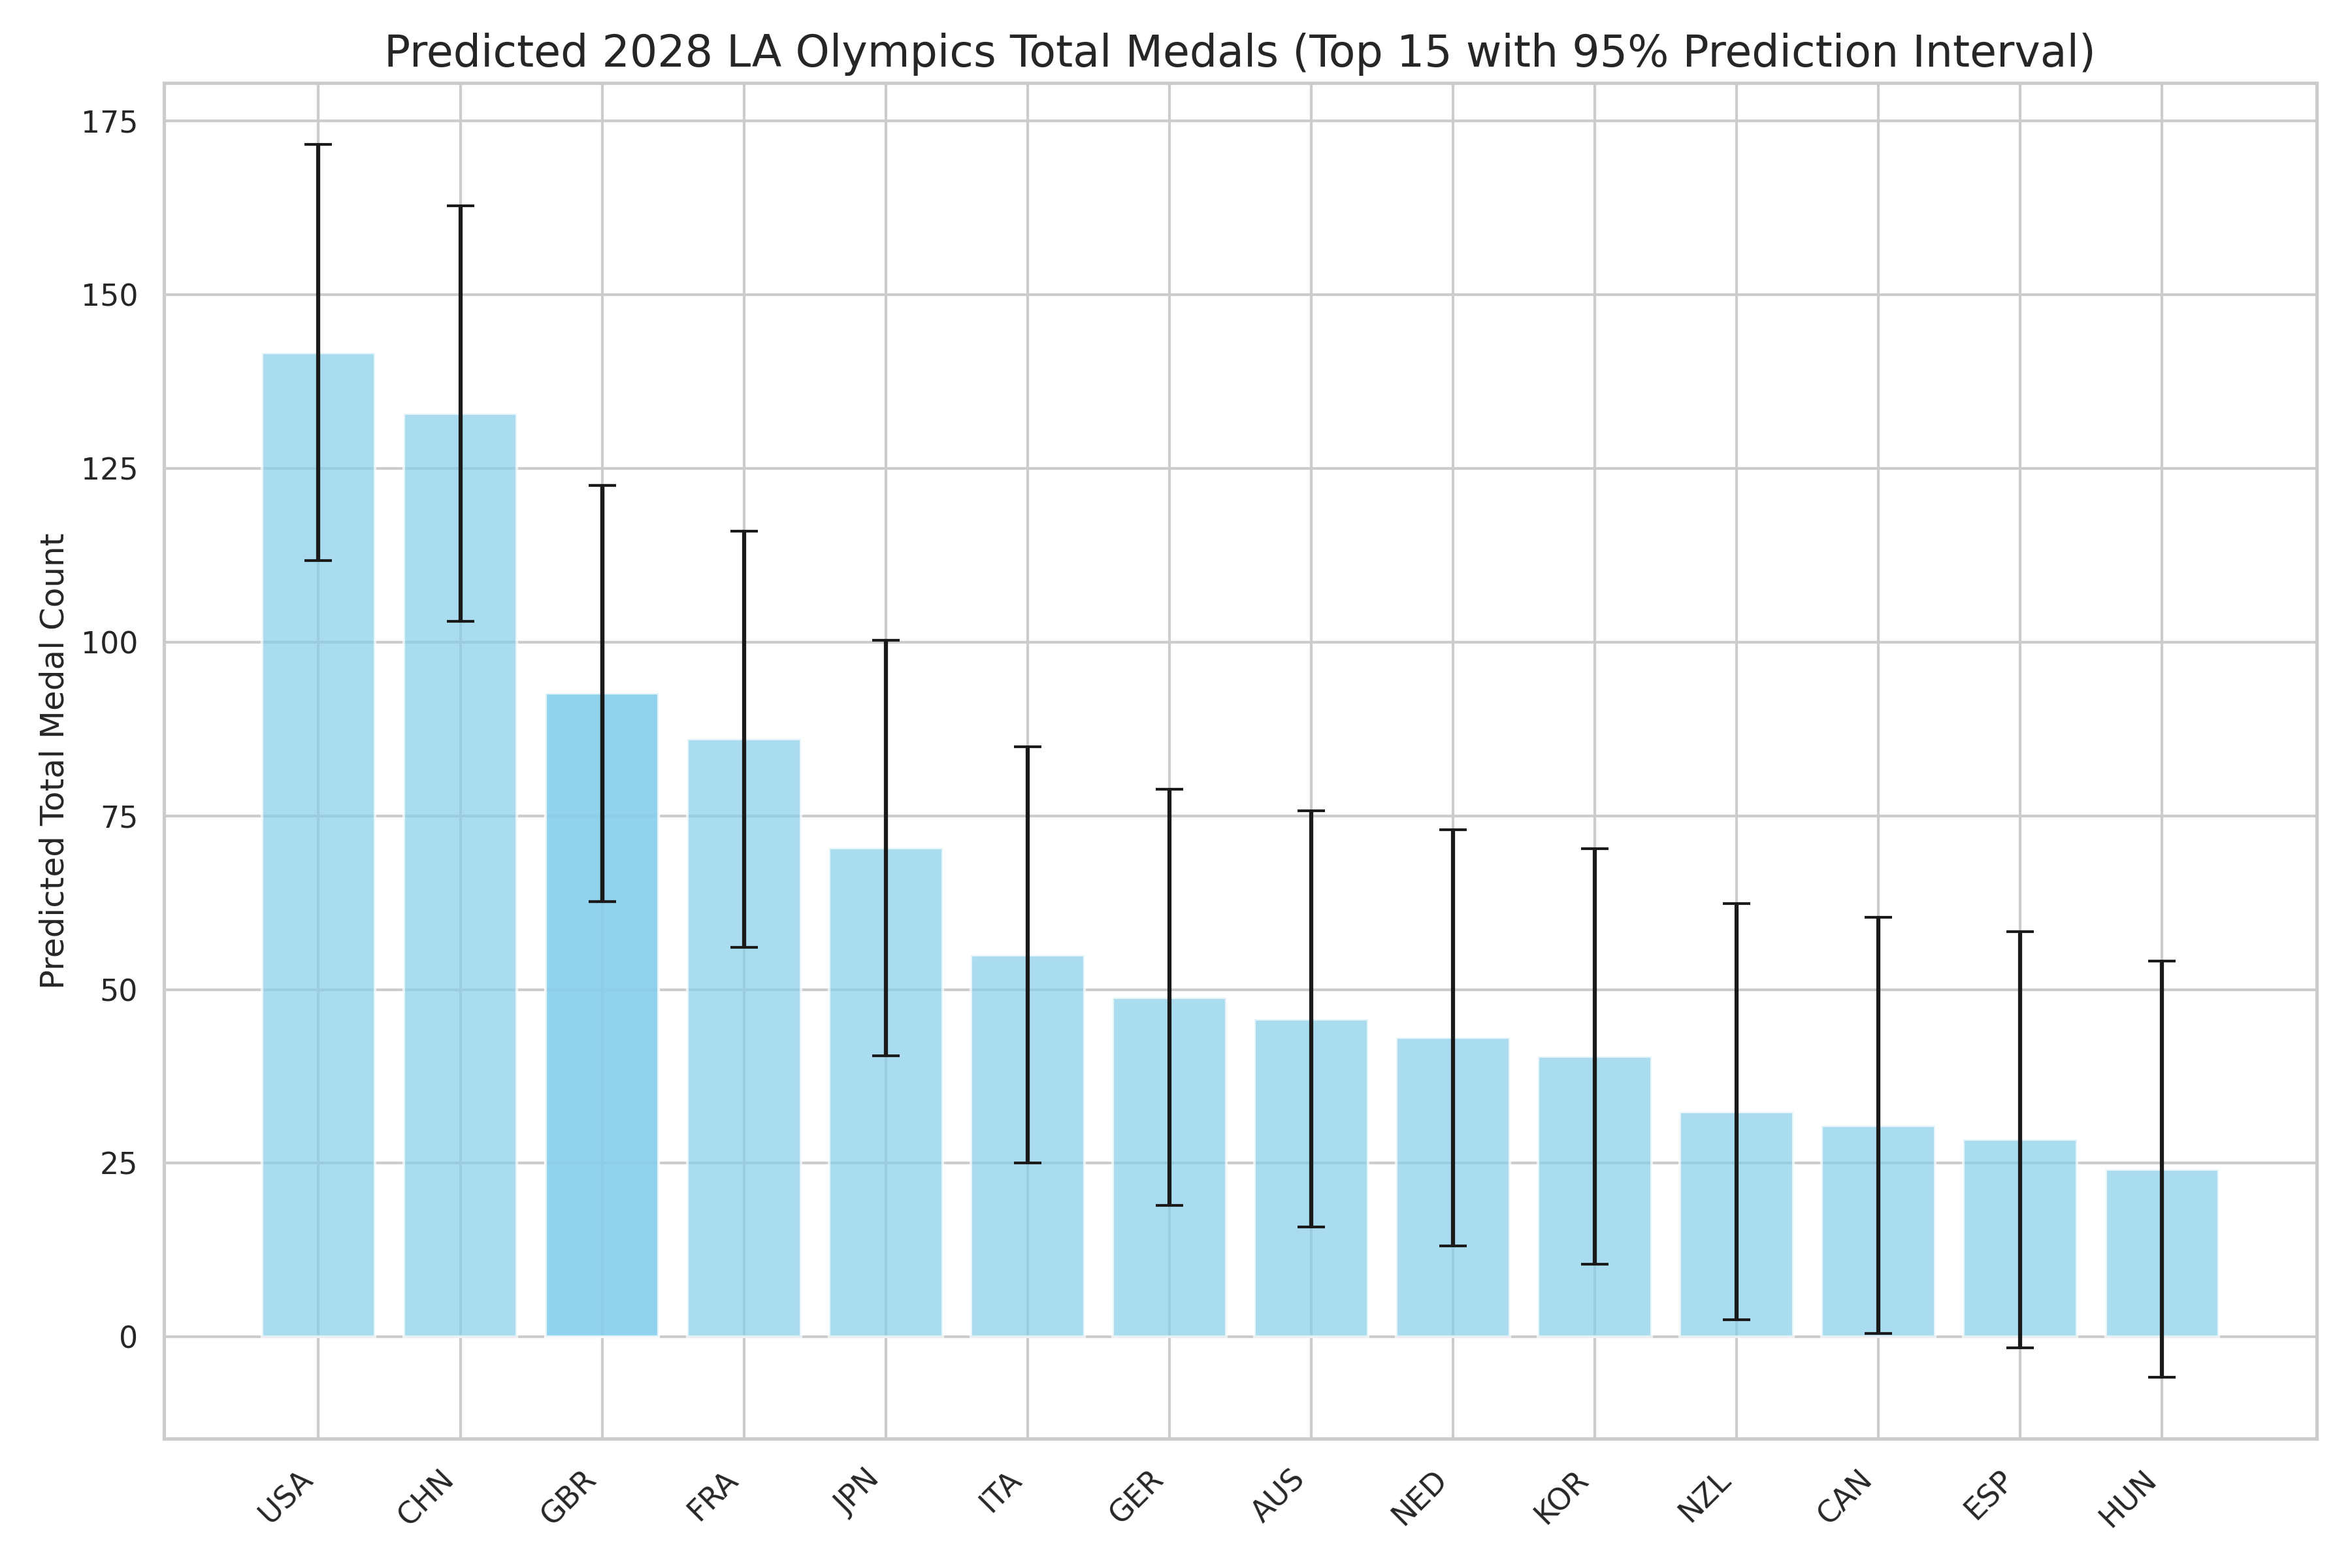 Predicted 2028 LA Olympics Total Medals (Top 15 with 95% Prediction Interval)
Predicted Total Medal Count
175
150
125
100
75
50
25
0
USA
CHN
GBR
FRA
JPN
ITA
GER
AUS
NED
KOR
NZL
CAN
ESP
HUN